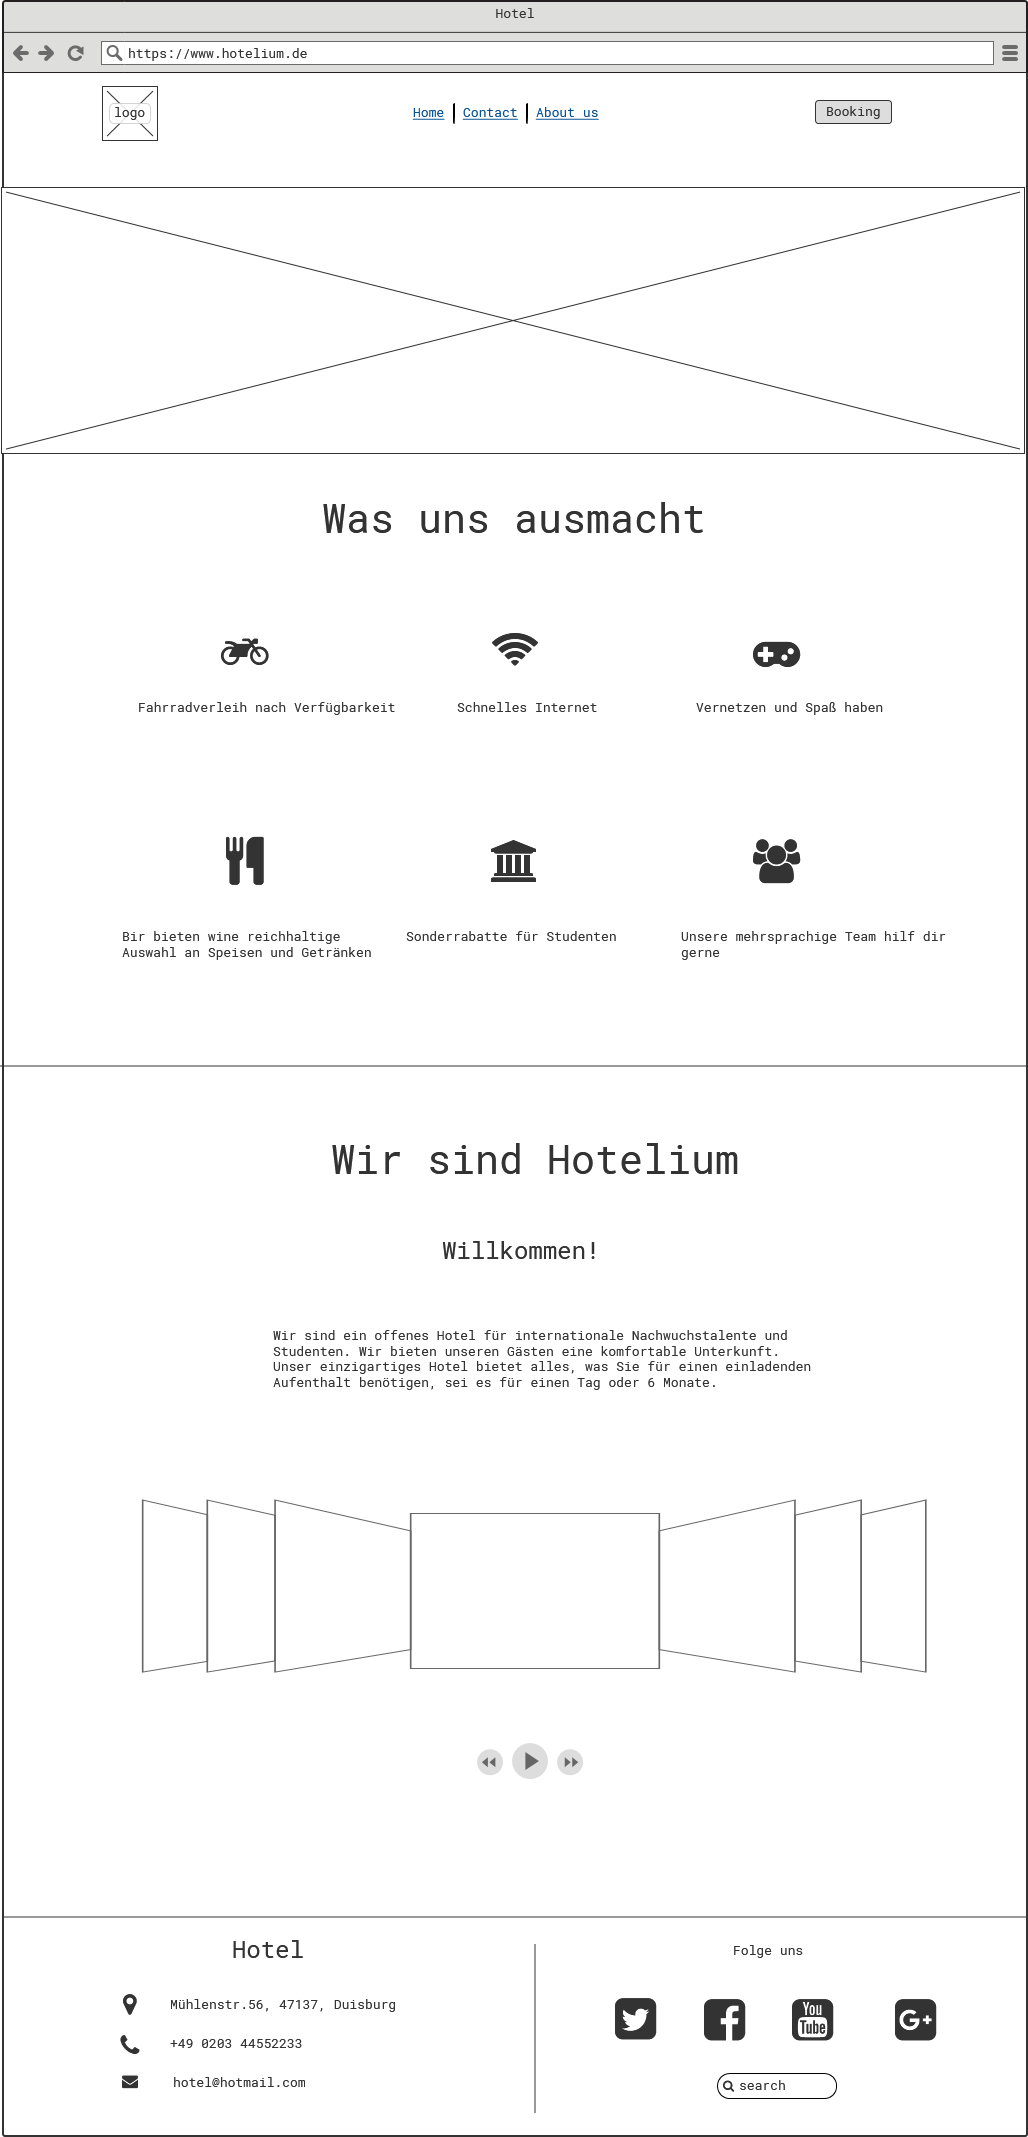 Hotel
https://www.hotelium.de
logo
Home
Contact
About us
Booking
Was uns ausmacht
Fahrradverleih nach Verfügbarkeit
Schnelles Internet
Vernetzen und Spaß haben
Bir bieten wine reichhaltige
Auswahl an Speisen und Getränken
Sonderrabatte für Studenten
Unsere mehrsprachige Team hilf dir
gerne
Wir sind Hotelium
Willkommen!
Wir sind ein offenes Hotel für internationale Nachwuchstalente und
Studenten. Wir bieten unseren Gästen eine komfortable Unterkunft.
Unser einzigartiges Hotel bietet alles, was Sie für einen einladenden
Aufenthalt benötigen, sei es für einen Tag oder 6 Monate.
Hotel
Mühlenstr.56, 47137, Duisburg
+49 0203 44552233
hotel@hotmail.com
Folge uns
You
Tube
G+
search